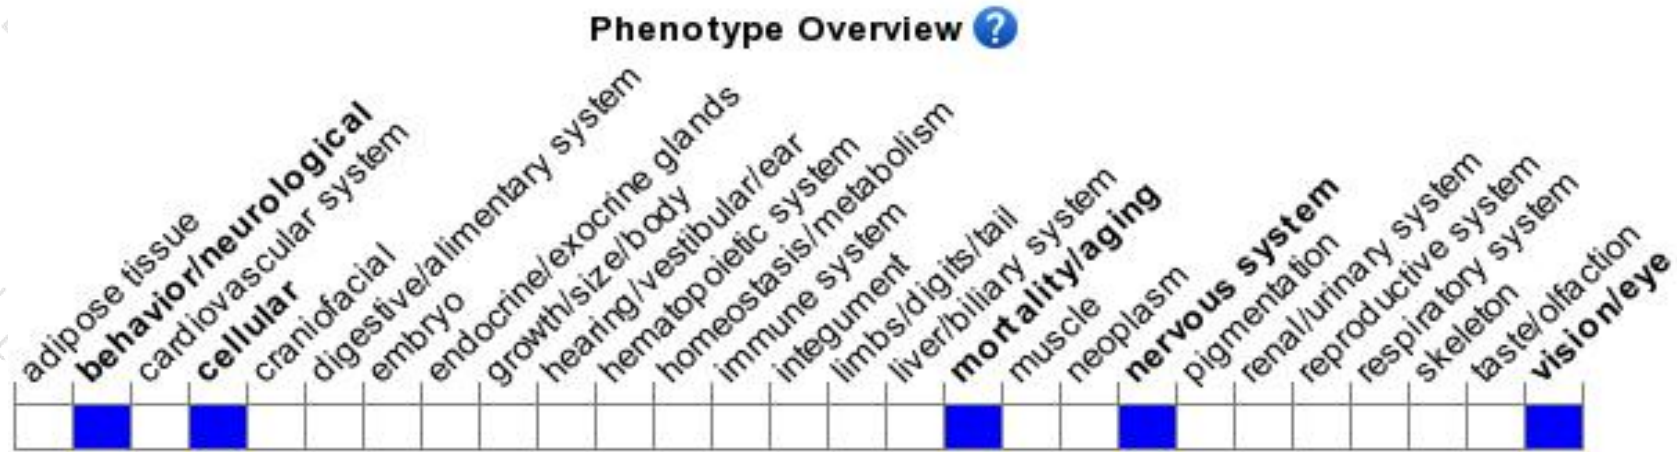 Phenotype Overview ?
adipose tissue
behavior/neurological
cardiovascular system
cellular
craniofacial
digestive/alimentary system
embryo
endocrine/exocrine glands
growth/size/body
hearing/vestibular/ear
hematopoietic system
homeostasis/metabolism
immune system
integument
limbs/digits/tail
liver/biliary system
mortality/aging
muscle
neoplasm
nervous system
pigmentation
renal/urinary system
reproductive system
respiratory system
skeleton
taste/olfaction
vision/eye